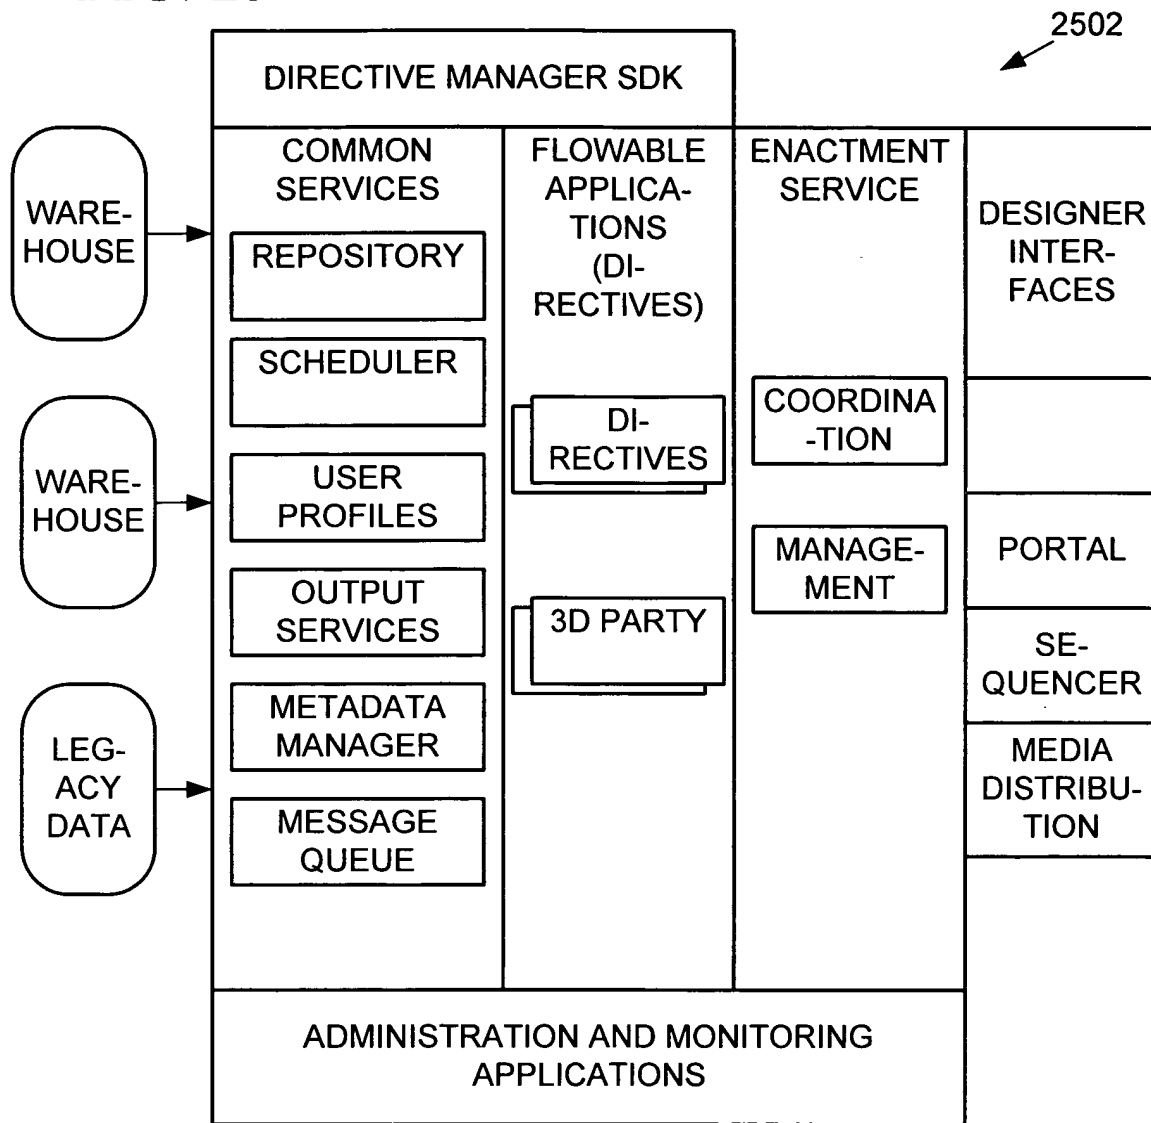 2502
DIRECTIVE MANAGER SDK
WARE-
HOUSE
WARE-
HOUSE
LEG-
ACY
DATA
COMMON
SERVICES
REPOSITORY
SCHEDULER
USER
PROFILES
OUTPUT
SERVICES
METADATA
MANAGER
MESSAGE
QUEUE
FLOWABLE
APPLICA-
TIONS
(DI-
RECTIVES)
DI-
RECTIVES
3D PARTY
ENACTMENT
SERVICE
COORDINA
-TION
MANAGE-
MENT
DESIGNER
INTER-
FACES
PORTAL
SE-
QUENCER
MEDIA
DISTRIBU-
TION
ADMINISTRATION AND MONITORING
APPLICATIONS